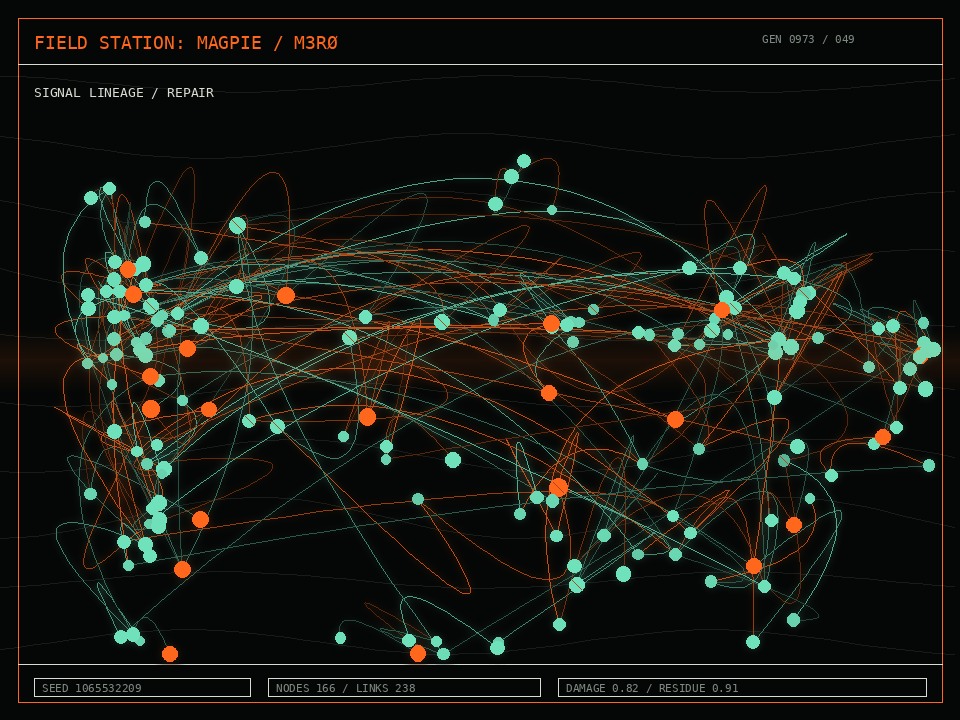 FIELD STATION: MAGPIE / M3RØ
GEN 0973 / 049
SIGNAL LINEAGE / REPAIR
SEED 1065532209
NODES 166 / LINKS 238
DAMAGE 0.82 / RESIDUE 0.91